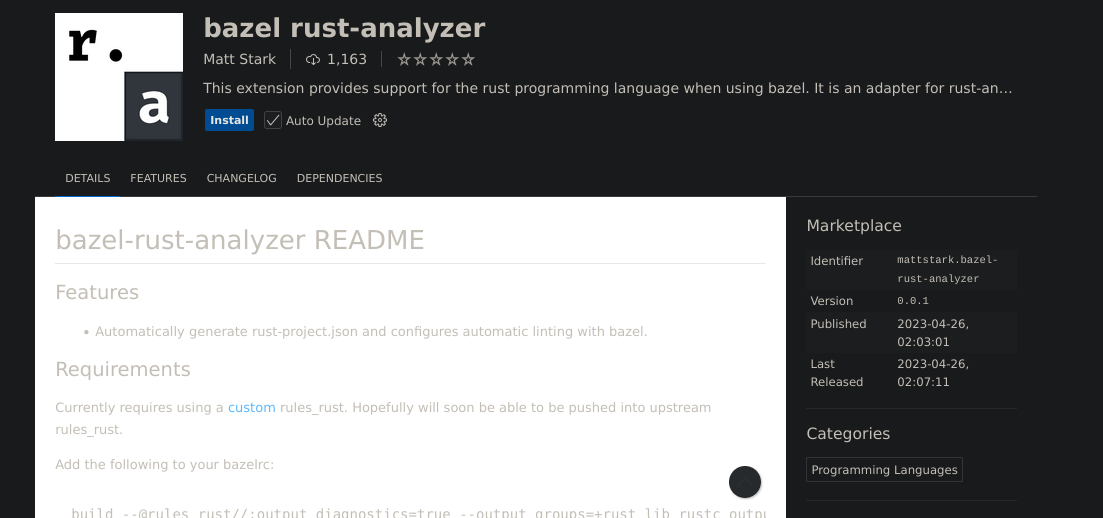 r.
a
bazel rust-analyzer
Matt Stark
1,163
This extension provides support for the rust programming language when using bazel. It is an adapter for rust-an...
Install
Auto Update
DETAILS FEATURES CHANGELOG DEPENDENCIES
bazel-rust-analyzer README
Features
• Automatically generate rust-project.json and configures automatic linting with bazel.
Requirements
Currently requires using a custom rules_rust. Hopefully will soon be able to be pushed into upstream
rules_rust.
Add the following to your bazelrc:
build --@rules_rust//:output_diagnostics=true --output_groups=+rust_lib_rustc_outpu
Marketplace
Identifier mattstark.bazel-
rust-analyzer
Version 0.0.1
Published 2023-04-26,
02:03:01
Last 2023-04-26,
Released 02:07:11
Categories
Programming Languages